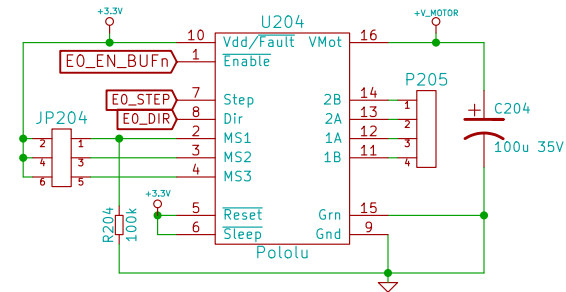 +3.3V
U204
+V_MOTOR
10 Vdd/Fault VMot 16
E0_EN_BUFn 1 Enable
P205
E0_STEP 7 Step 2B 14 1
E0_DIR 8 Dir 2A 13 2
JP204
2 1 2 MS1 1A 12 3
4 3 3 MS2 1B 11 4
6 5 4 MS3
C204
100u 35V
+3.3V
R204
100k
5 Reset Grn 15
6 Sleep Gnd 9
Pololu